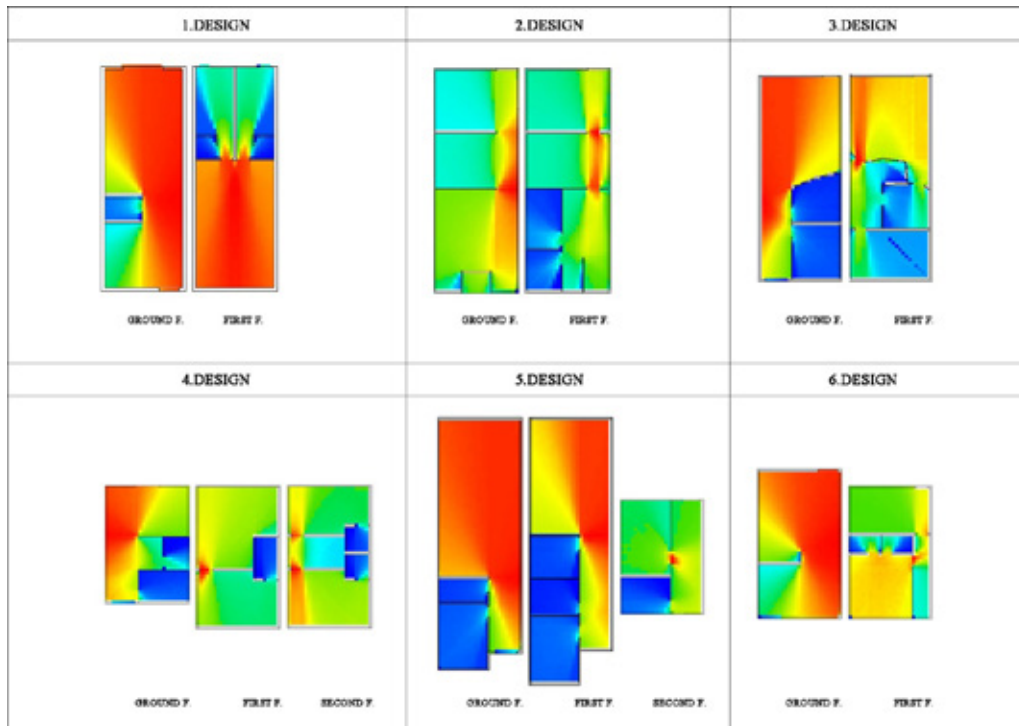 1.DESIGN
2.DESIGN
3.DESIGN
GROUND F. FIRST F.
GROUND F. FIRST F.
GROUND F. FIRST F.
4.DESIGN
5.DESIGN
6.DESIGN
GROUND F. FIRST F. SECOND F.
GROUND F. FIRST F. SECOND F.
GROUND F. FIRST F.